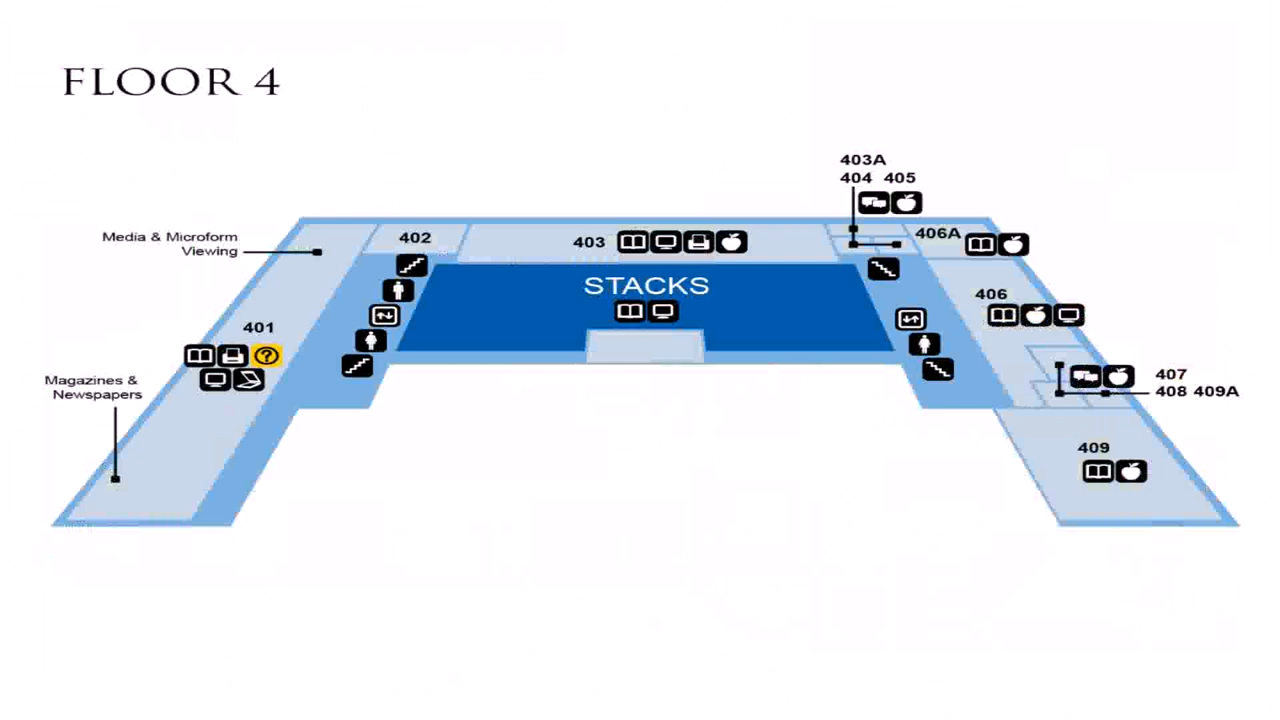 FLOOR 4
403A
404 405
Media & Microform
Viewing
402
403
406A
STACKS
406
401
?
Magazines &
Newspapers
407
408 409A
409